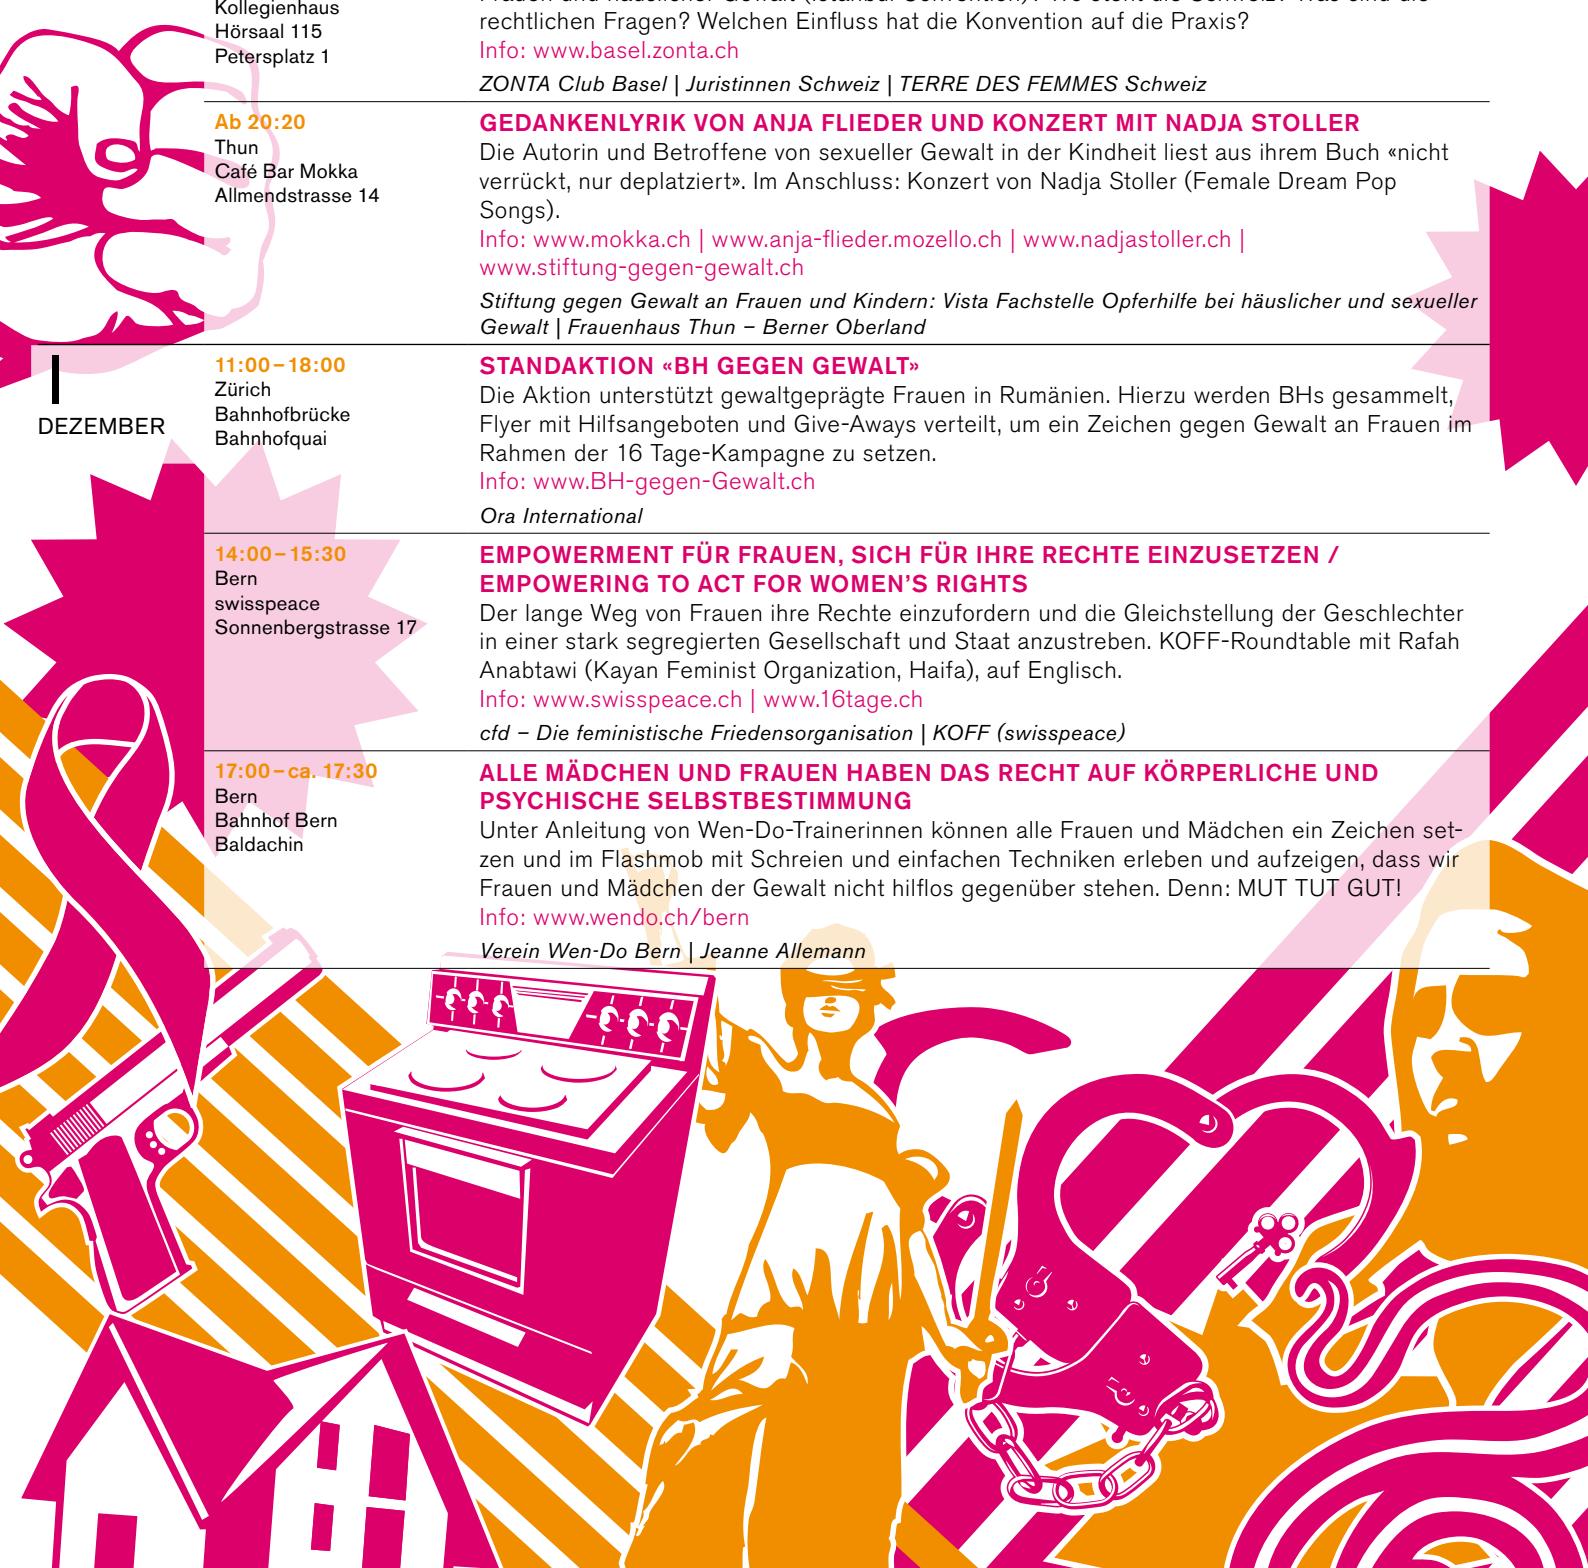 Kollegienhaus
Hörsaal 115
Petersplatz 1
rechtlichen Fragen? Welchen Einfluss hat die Konvention auf die Praxis?
Info: www.basel.zonta.ch
ZONTA Club Basel | Juristinnen Schweiz | TERRE DES FEMMES Schweiz
Ab 20:20
Thun
Café Bar Mokka
Allmendstrasse 14
GEDANKENLYRIK VON ANJA FLIEDER UND KONZERT MIT NADJA STOLLER
Die Autorin und Betroffene von sexueller Gewalt in der Kindheit liest aus ihrem Buch «nicht
verrückt, nur deplatziert». Im Anschluss: Konzert von Nadja Stoller (Female Dream Pop
Songs).
Info: www.mokka.ch | www.anja-flieder.mozello.ch | www.nadjastoller.ch |
www.stiftung-gegen-gewalt.ch
Stiftung gegen Gewalt an Frauen und Kindern: Vista Fachstelle Opferhilfe bei häuslicher und sexueller
Gewalt | Frauenhaus Thun – Berner Oberland
1
DEZEMBER
11:00–18:00
Zürich
Bahnhofbrücke
Bahnhofquai
STANDAKTION «BH GEGEN GEWALT»
Die Aktion unterstützt gewaltgeprägte Frauen in Rumänien. Hierzu werden BHs gesammelt,
Flyer mit Hilfsangeboten und Give-Aways verteilt, um ein Zeichen gegen Gewalt an Frauen im
Rahmen der 16 Tage-Kampagne zu setzen.
Info: www.BH-gegen-Gewalt.ch
Ora International
14:00–15:30
Bern
swisspeace
Sonnenbergstrasse 17
EMPOWERMENT FÜR FRAUEN, SICH FÜR IHRE RECHTE EINZUSETZEN /
EMPOWERING TO ACT FOR WOMEN'S RIGHTS
Der lange Weg von Frauen ihre Rechte einzufordern und die Gleichstellung der Geschlechter
in einer stark segregierten Gesellschaft und Staat anzustreben. KOFF-Roundtable mit Rafah
Anabtawi (Kayan Feminist Organization, Haifa), auf Englisch.
Info: www.swisspeace.ch | www.16tage.ch
cfd – Die feministische Friedensorganisation | KOFF (swisspeace)
17:00–ca. 17:30
Bern
Bahnhof Bern
Baldachin
ALLE MÄDCHEN UND FRAUEN HABEN DAS RECHT AUF KÖRPERLICHE UND
PSYCHISCHE SELBSTBESTIMMUNG
Unter Anleitung von Wen-Do-Trainerinnen können alle Frauen und Mädchen ein Zeichen set-
zen und im Flashmob mit Schreien und einfachen Techniken erleben und aufzeigen, dass wir
Frauen und Mädchen der Gewalt nicht hilflos gegenüber stehen. Denn: MUT TUT GUT!
Info: www.wendo.ch/bern
Verein Wen-Do Bern | Jeanne Allemann